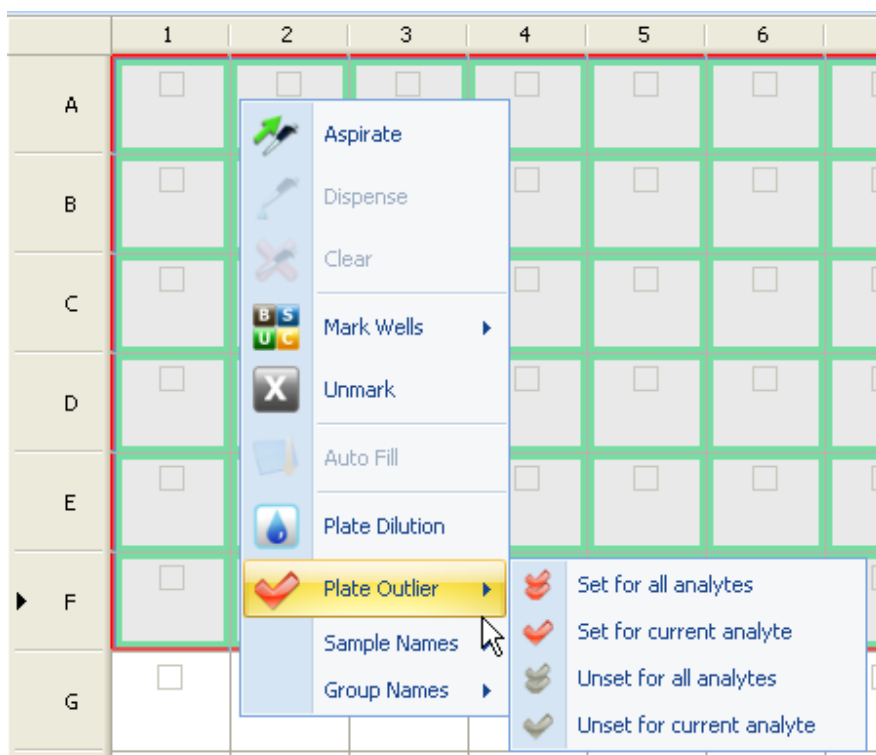 1 2 3 4 5 6
A
Aspirate
B
Dispense
Clear
C
B S
U C
Mark Wells
X
Unmark
D
Auto Fill
E
Plate Dilution
Plate Outlier
Set for all analytes
F
Set for current analyte
Sample Names
Unset for all analytes
Group Names
G
Unset for current analyte